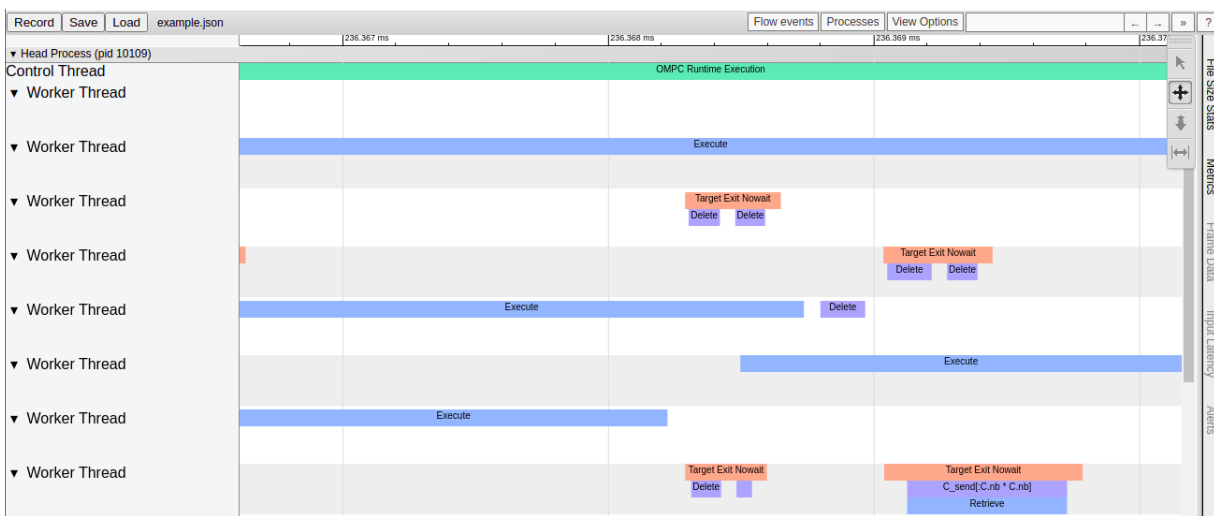 Record Save Load example.json Flow events Processes View Options ← → » ?
236.367 ms 236.368 ms 236.369 ms 236.37
▾ Head Process (pid 10109)
Control Thread OMPC Runtime Execution
▾ Worker Thread
▾ Worker Thread Execute
▾ Worker Thread Target Exit Nowait
Delete Delete
▾ Worker Thread Target Exit Nowait
Delete Delete
▾ Worker Thread Execute Delete
▾ Worker Thread Execute
▾ Worker Thread Execute
▾ Worker Thread Target Exit Nowait Target Exit Nowait
Delete C_send[:C.nb * C.nb]
Retrieve
File Size Stats
Metrics
Frame Data
Input Latency
Alerts